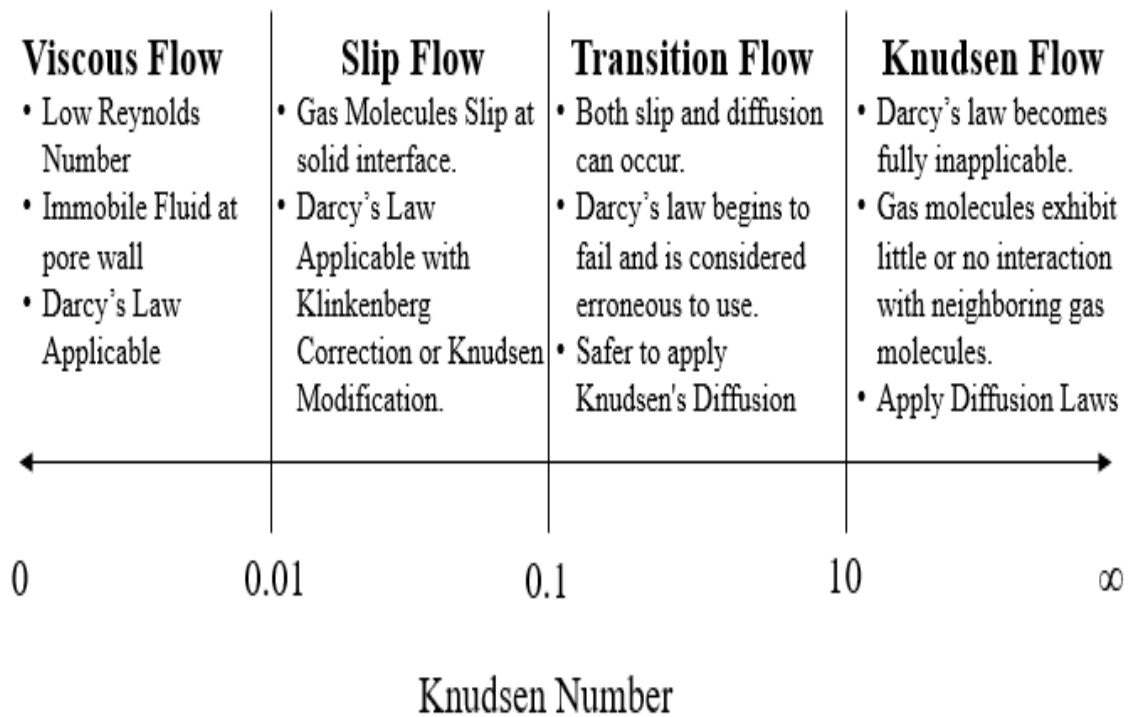 Viscous Flow
• Low Reynolds
Number
• Immobile Fluid at
pore wall
• Darcy’s Law
Applicable
Slip Flow
• Gas Molecules Slip at
solid interface.
• Darcy’s Law
Applicable with
Klinkenberg
Correction or Knudsen
Modification.
Transition Flow
• Both slip and diffusion
can occur.
• Darcy’s law begins to
fail and is considered
erroneous to use.
• Safer to apply
Knudsen's Diffusion
Knudsen Flow
• Darcy’s law becomes
fully inapplicable.
• Gas molecules exhibit
little or no interaction
with neighboring gas
molecules.
• Apply Diffusion Laws
0
0.01
0.1
10
∞
Knudsen Number